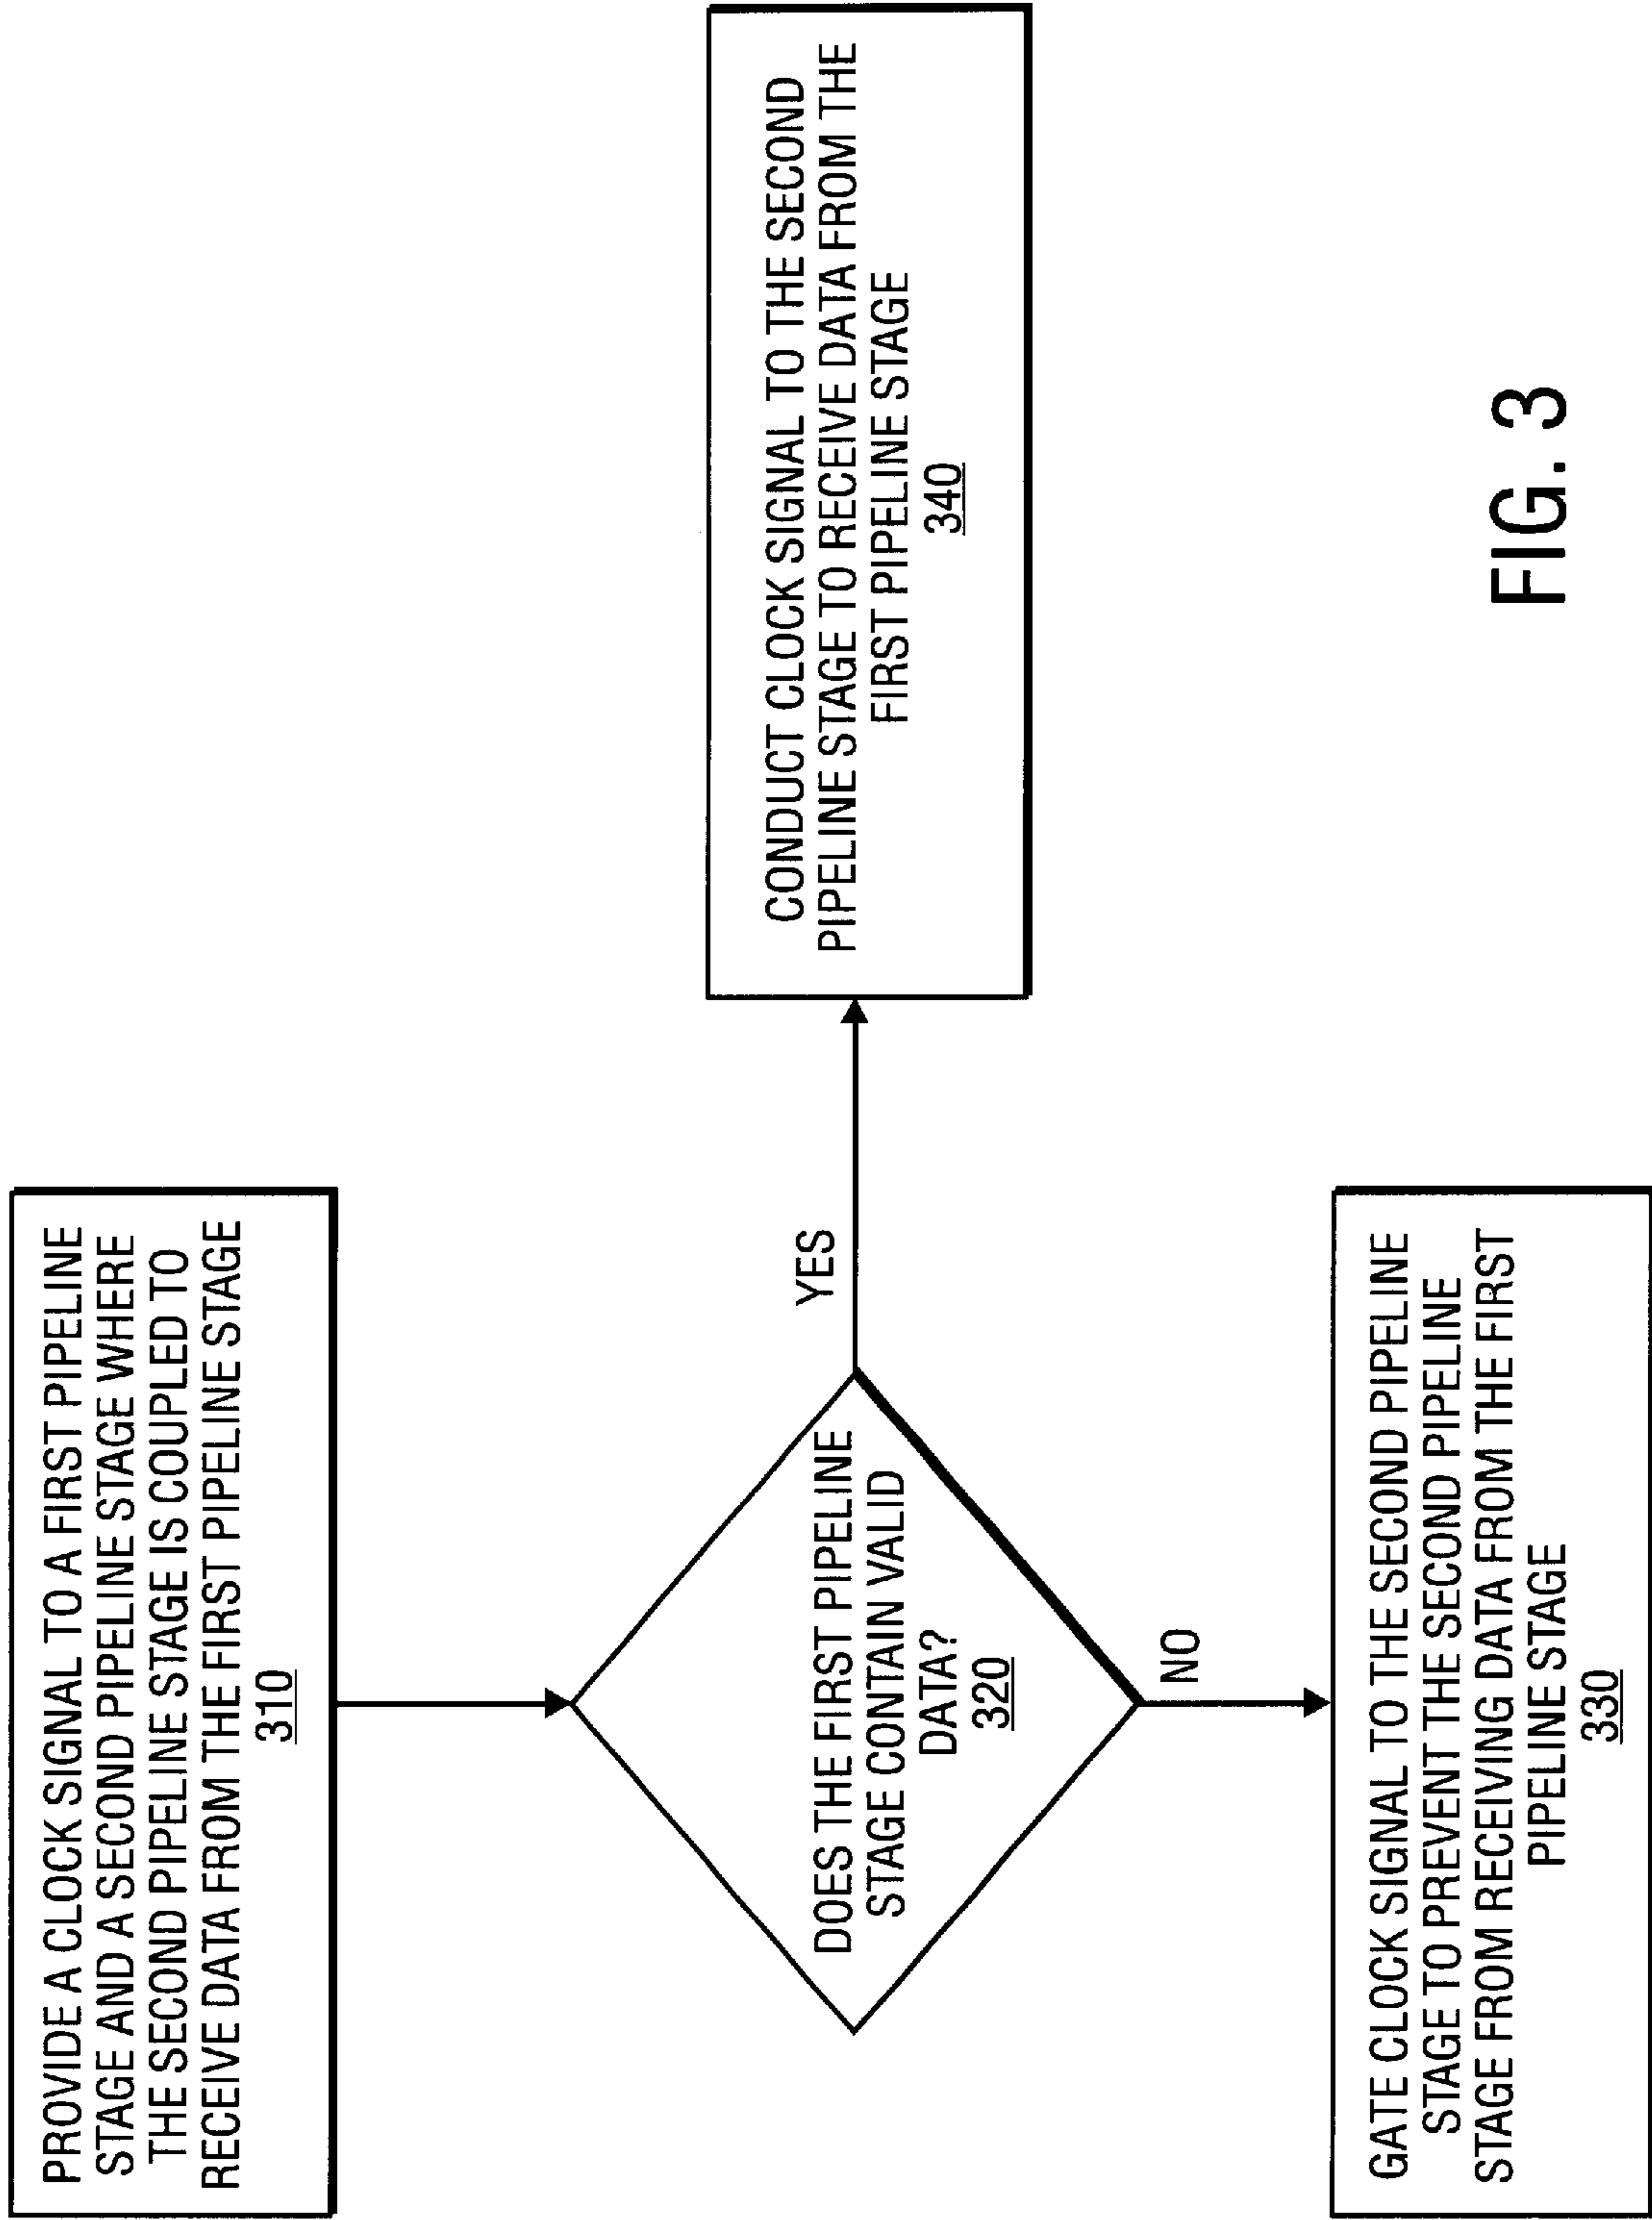 PROVIDE A CLOCK SIGNAL TO A FIRST PIPELINE
STAGE AND A SECOND PIPELINE STAGE WHERE
THE SECOND PIPELINE STAGE IS COUPLED TO
RECEIVE DATA FROM THE FIRST PIPELINE STAGE
310
DOES THE FIRST PIPELINE
STAGE CONTAIN VALID
DATA?
320
YES
CONDUCT CLOCK SIGNAL TO THE SECOND
PIPELINE STAGE TO RECEIVE DATA FROM THE
FIRST PIPELINE STAGE
340
NO
GATE CLOCK SIGNAL TO THE SECOND PIPELINE
STAGE TO PREVENT THE SECOND PIPELINE
STAGE FROM RECEIVING DATA FROM THE FIRST
PIPELINE STAGE
330
FIG. 3